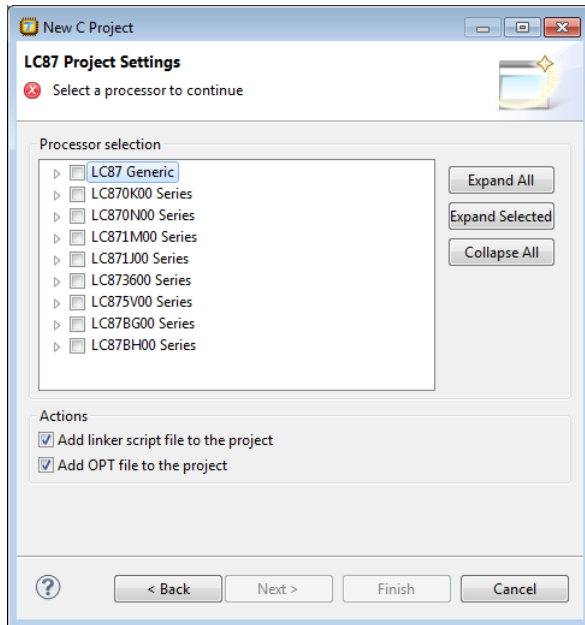 New C Project
LC87 Project Settings
Select a processor to continue
Processor selection
LC87 Generic
LC870K00 Series
LC870N00 Series
LC871M00 Series
LC871J00 Series
LC873600 Series
LC875V00 Series
LC87BG00 Series
LC87BH00 Series
Expand All
Expand Selected
Collapse All
Actions
Add linker script file to the project
Add OPT file to the project
?
< Back
Next >
Finish
Cancel